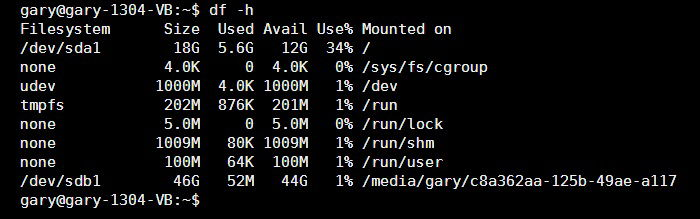 gary@gary-1304-VB:~$ df -h
Filesystem      Size  Used Avail Use% Mounted on
/dev/sda1        18G  5.6G   12G  34% /
none            4.0K     0  4.0K   0% /sys/fs/cgroup
udev           1000M  4.0K 1000M   1% /dev
tmpfs           202M  876K  201M   1% /run
none            5.0M     0  5.0M   0% /run/lock
none           1009M   80K 1009M   1% /run/shm
none            100M   64K  100M   1% /run/user
/dev/sdb1        46G   52M   44G   1% /media/gary/c8a362aa-125b-49ae-a117
gary@gary-1304-VB:~$